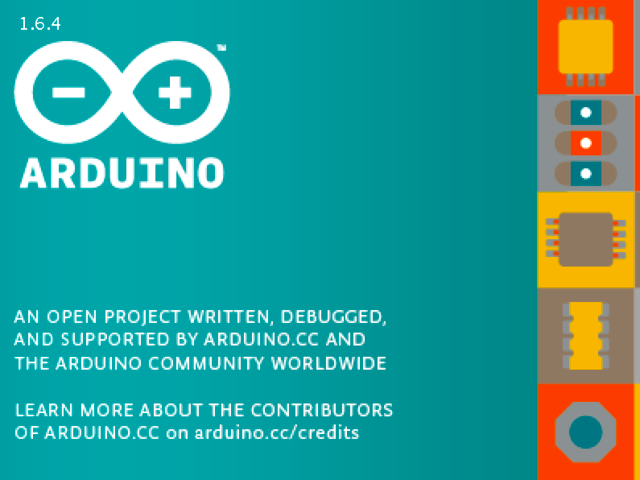 1.6.4
™
ARDUINO
AN OPEN PROJECT WRITTEN, DEBUGGED,
AND SUPPORTED BY ARDUINO.CC AND
THE ARDUINO COMMUNITY WORLDWIDE
LEARN MORE ABOUT THE CONTRIBUTORS
OF ARDUINO.CC on arduino.cc/credits